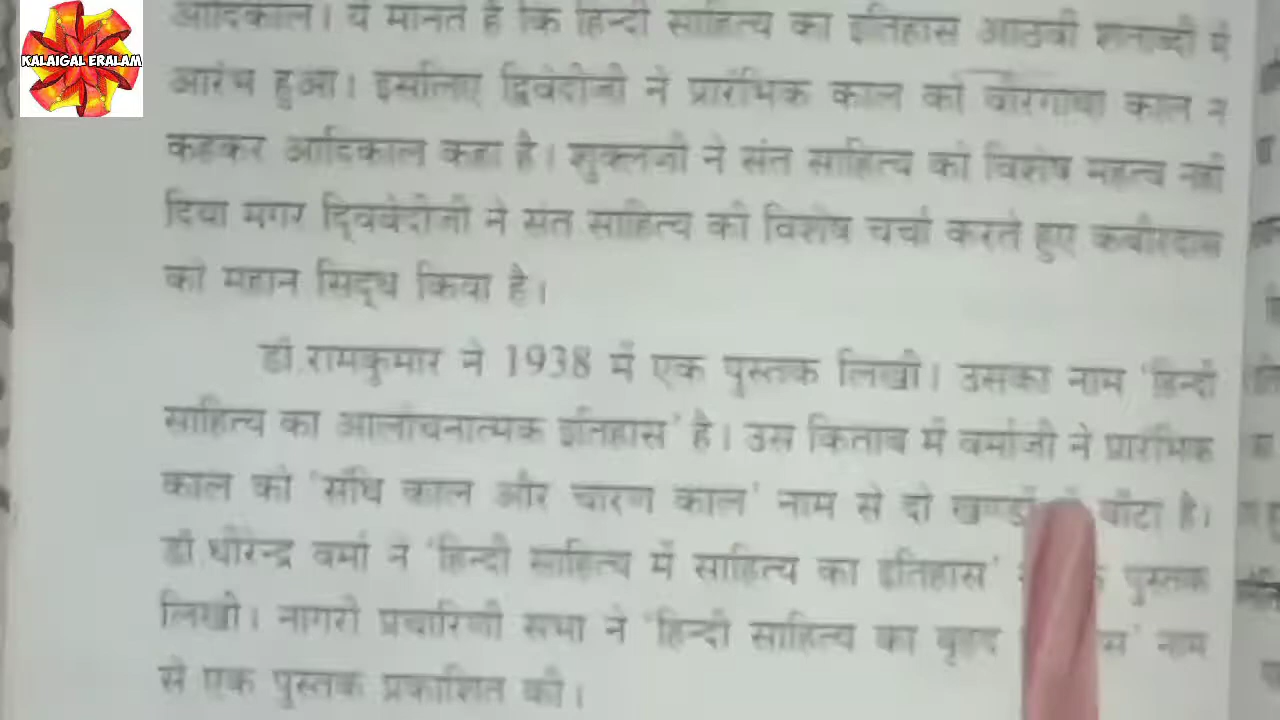 KALAIGAL ERALAM
आदिकाल। ये मानते हैं कि हिन्दी साहित्य का इतिहास आठवीं शताब्दी में
आरंभ हुआ। इसलिए द्विवेदीजी ने प्रारंभिक काल को वीरगाथा काल न
कहकर आदिकाल कहा है। शुक्लजी ने संत साहित्य को विशेष महत्व नहीं
दिया मगर द्विवेदीजी ने संत साहित्य की विशेष चर्चा करते हुए कबीरदास
को महान सिद्ध किया है।
डॉ.रामकुमार ने 1938 में एक पुस्तक लिखी। उसका नाम 'हिन्दी
साहित्य का आलोचनात्मक इतिहास' है। उस किताब में वर्माजी ने प्रारंभिक
काल को 'संधि काल और चारण काल' नाम से दो खण्डों बाँटा है।
डॉ.धीरेन्द्र वर्मा ने 'हिन्दी साहित्य में साहित्य का इतिहास' पुस्तक
लिखी। नागरी प्रचारिणी सभा ने 'हिन्दी साहित्य का बृहद नाम
से एक पुस्तक प्रकाशित की।